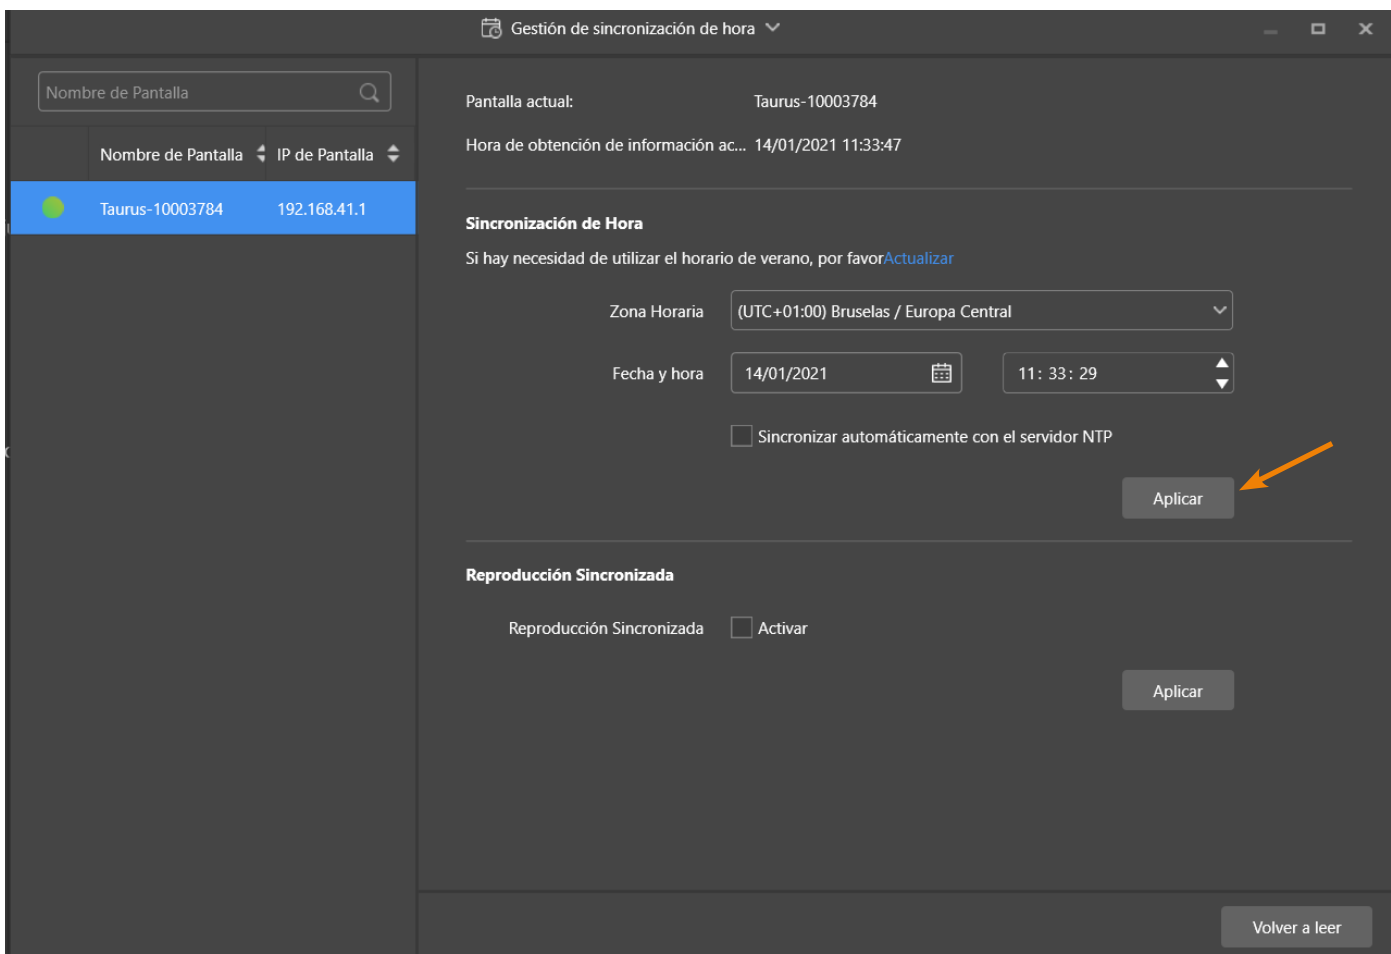 Gestión de sincronización de hora
Nombre de Pantalla
Nombre de Pantalla IP de Pantalla
Taurus-10003784 192.168.41.1
Pantalla actual: Taurus-10003784
Hora de obtención de información ac... 14/01/2021 11:33:47
Sincronización de Hora
Si hay necesidad de utilizar el horario de verano, por favorActualizar
Zona Horaria (UTC+01:00) Bruselas / Europa Central
Fecha y hora 14/01/2021 11: 33: 29
Sincronizar automáticamente con el servidor NTP
Aplicar
Reproducción Sincronizada
Reproducción Sincronizada Activar
Aplicar
Volver a leer